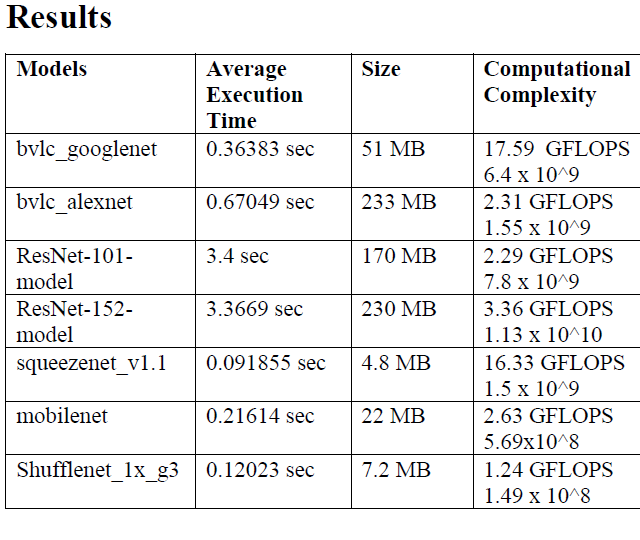 Results
Models Average Execution Time Size Computational Complexity
bvlc_googlenet 0.36383 sec 51 MB 17.59 GFLOPS
6.4 x 10^9
bvlc_alexnet 0.67049 sec 233 MB 2.31 GFLOPS
1.55 x 10^9
ResNet-101- 3.4 sec 170 MB 2.29 GFLOPS
model 7.8 x 10^9
ResNet-152- 3.3669 sec 230 MB 3.36 GFLOPS
model 1.13 x 10^10
squeezenet_v1.1 0.091855 sec 4.8 MB 16.33 GFLOPS
1.5 x 10^9
mobilenet 0.21614 sec 22 MB 2.63 GFLOPS
5.69x10^8
Shufflenet_1x_g3 0.12023 sec 7.2 MB 1.24 GFLOPS
1.49 x 10^8